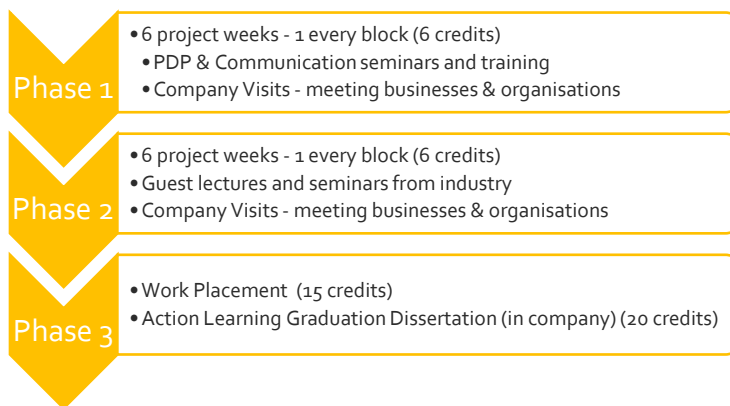 Phase 1
•6 project weeks - 1 every block (6 credits)
•PDP & Communication seminars and training
•Company Visits - meeting businesses & organisations
Phase 2
•6 project weeks - 1 every block (6 credits)
•Guest lectures and seminars from industry
•Company Visits - meeting businesses & organisations
Phase 3
•Work Placement (15 credits)
•Action Learning Graduation Dissertation (in company) (20 credits)